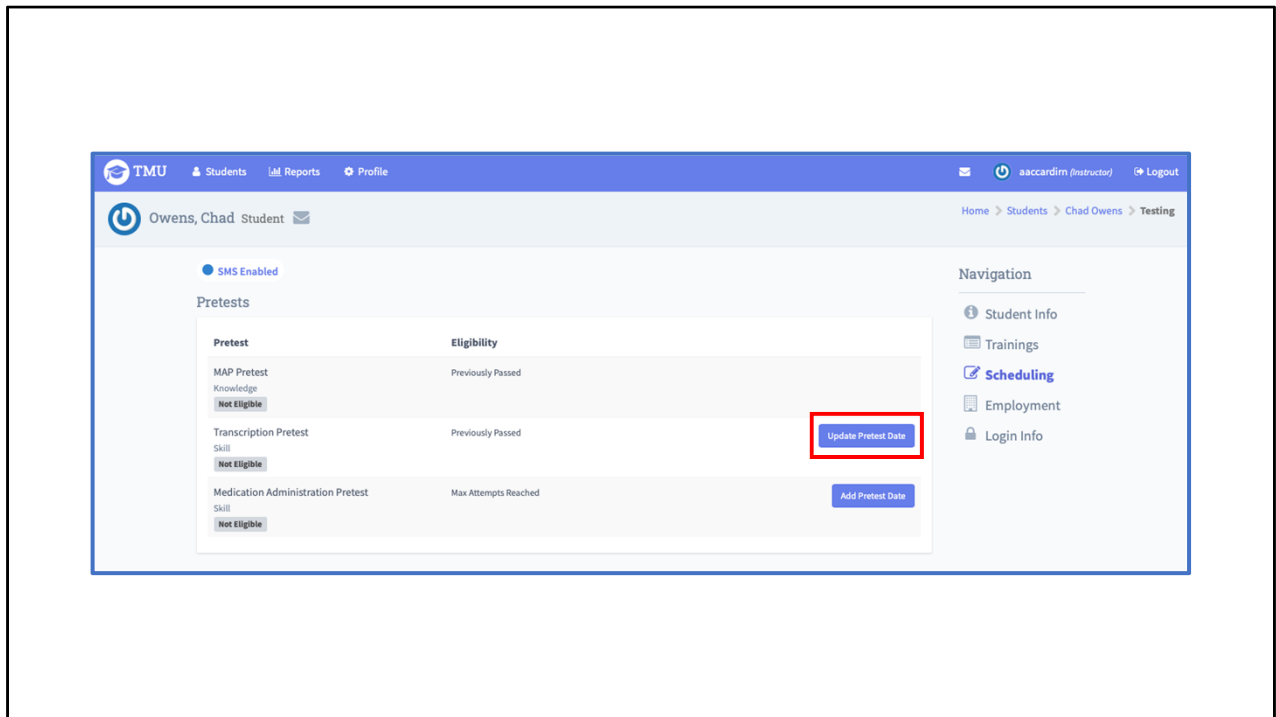 TMU Students Reports Profile aaccardirn (Instructor) Logout
Owens, Chad Student Home > Students > Chad Owens > Testing
SMS Enabled
Pretests
Pretest Eligibility
MAP Pretest Previously Passed
Knowledge
Not Eligible
Transcription Pretest Previously Passed Update Pretest Date
Skill
Not Eligible
Medication Administration Pretest Max Attempts Reached Add Pretest Date
Skill
Not Eligible
Navigation
Student Info
Trainings
Scheduling
Employment
Login Info